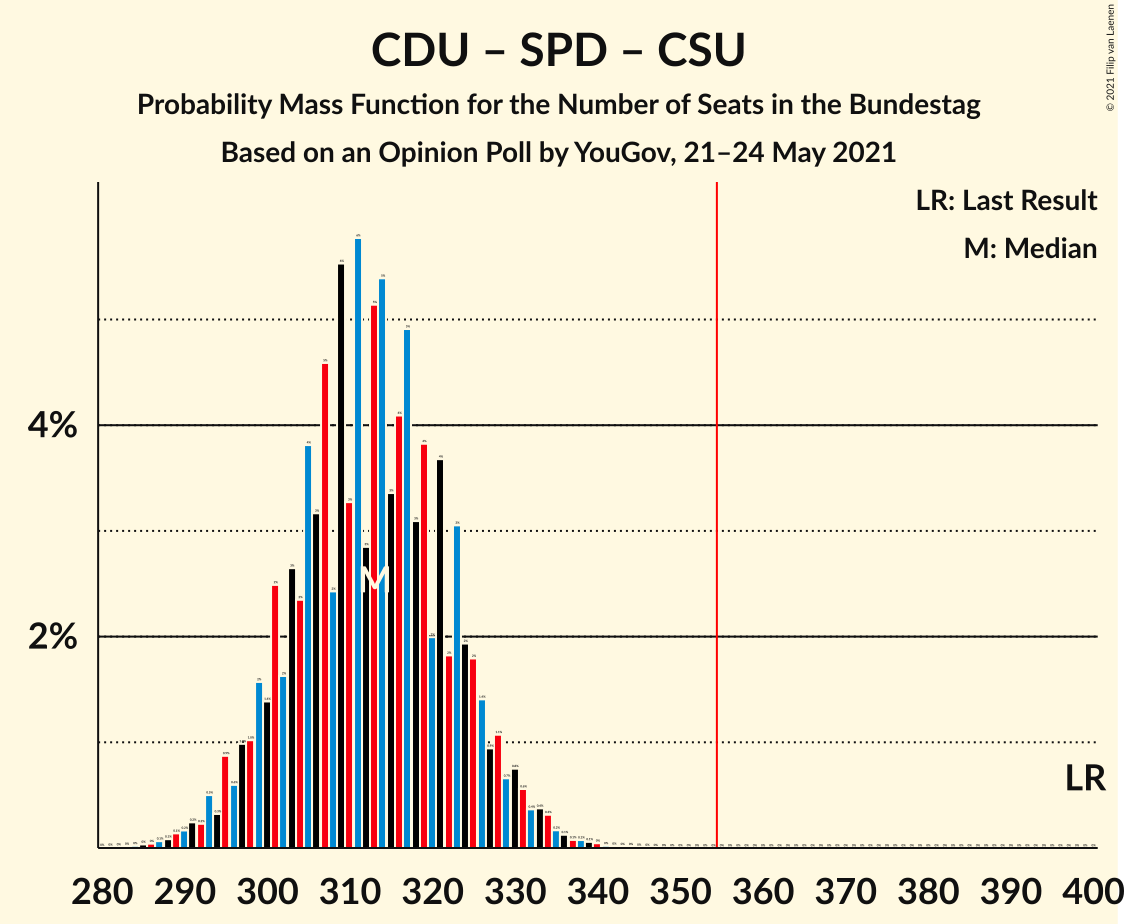 CDU – SPD – CSU
Probability Mass Function for the Number of Seats in the Bundestag
Based on an Opinion Poll by YouGov, 21–24 May 2021
© 2021 Filip van Laenen
LR: Last Result
M: Median
4%
2%
M
LR
280 290 300 310 320 330 340 350 360 370 380 390 400